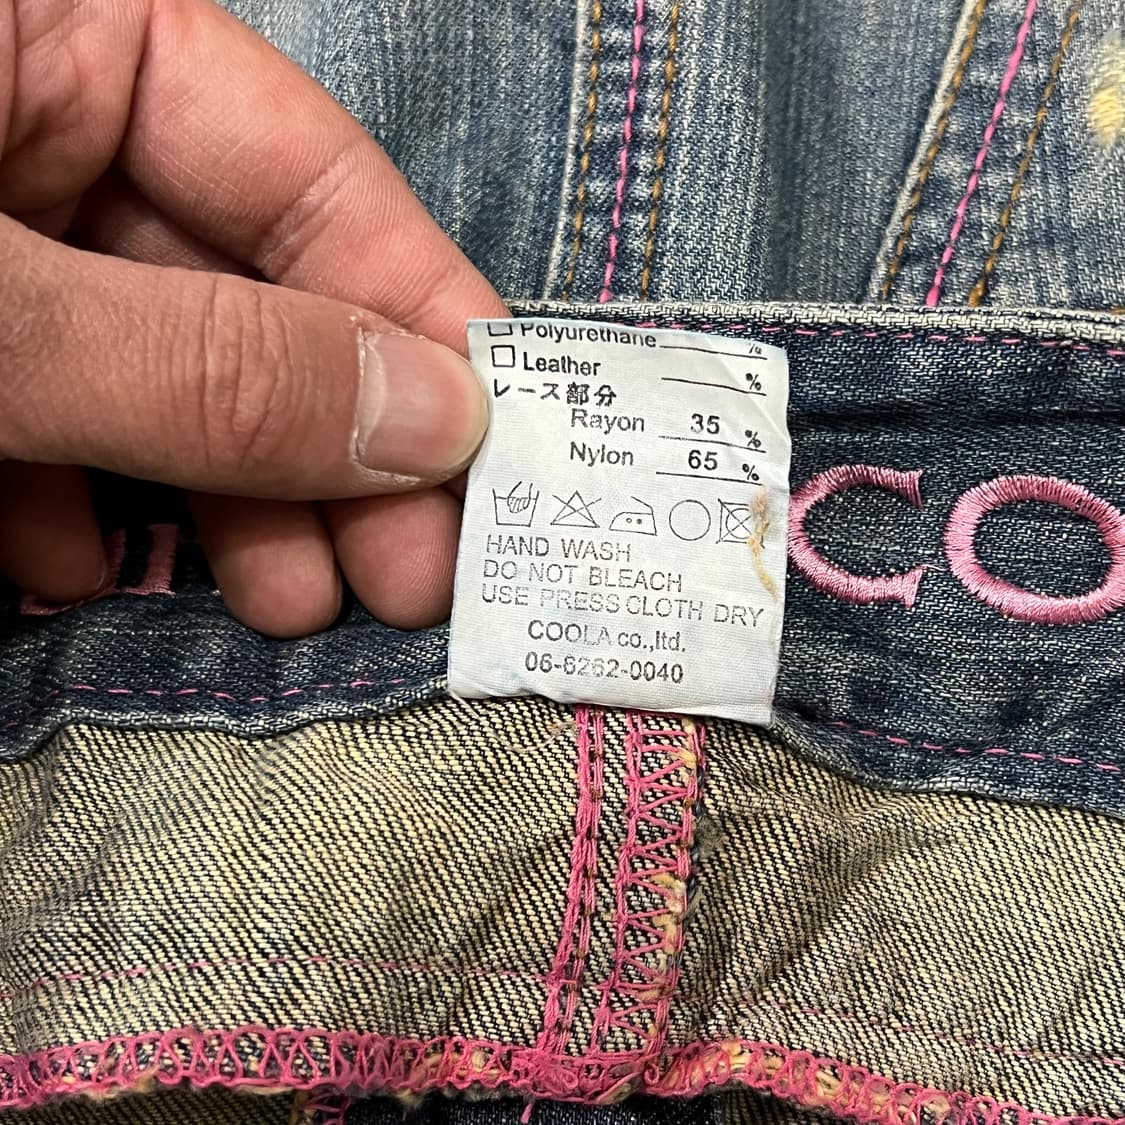 Polyurethane %
Leather %
レース部分
Rayon 35 %
Nylon 65 %
HAND WASH
DO NOT BLEACH
USE PRESS CLOTH DRY
COOLA co.,ltd.
06-6262-0040
CO